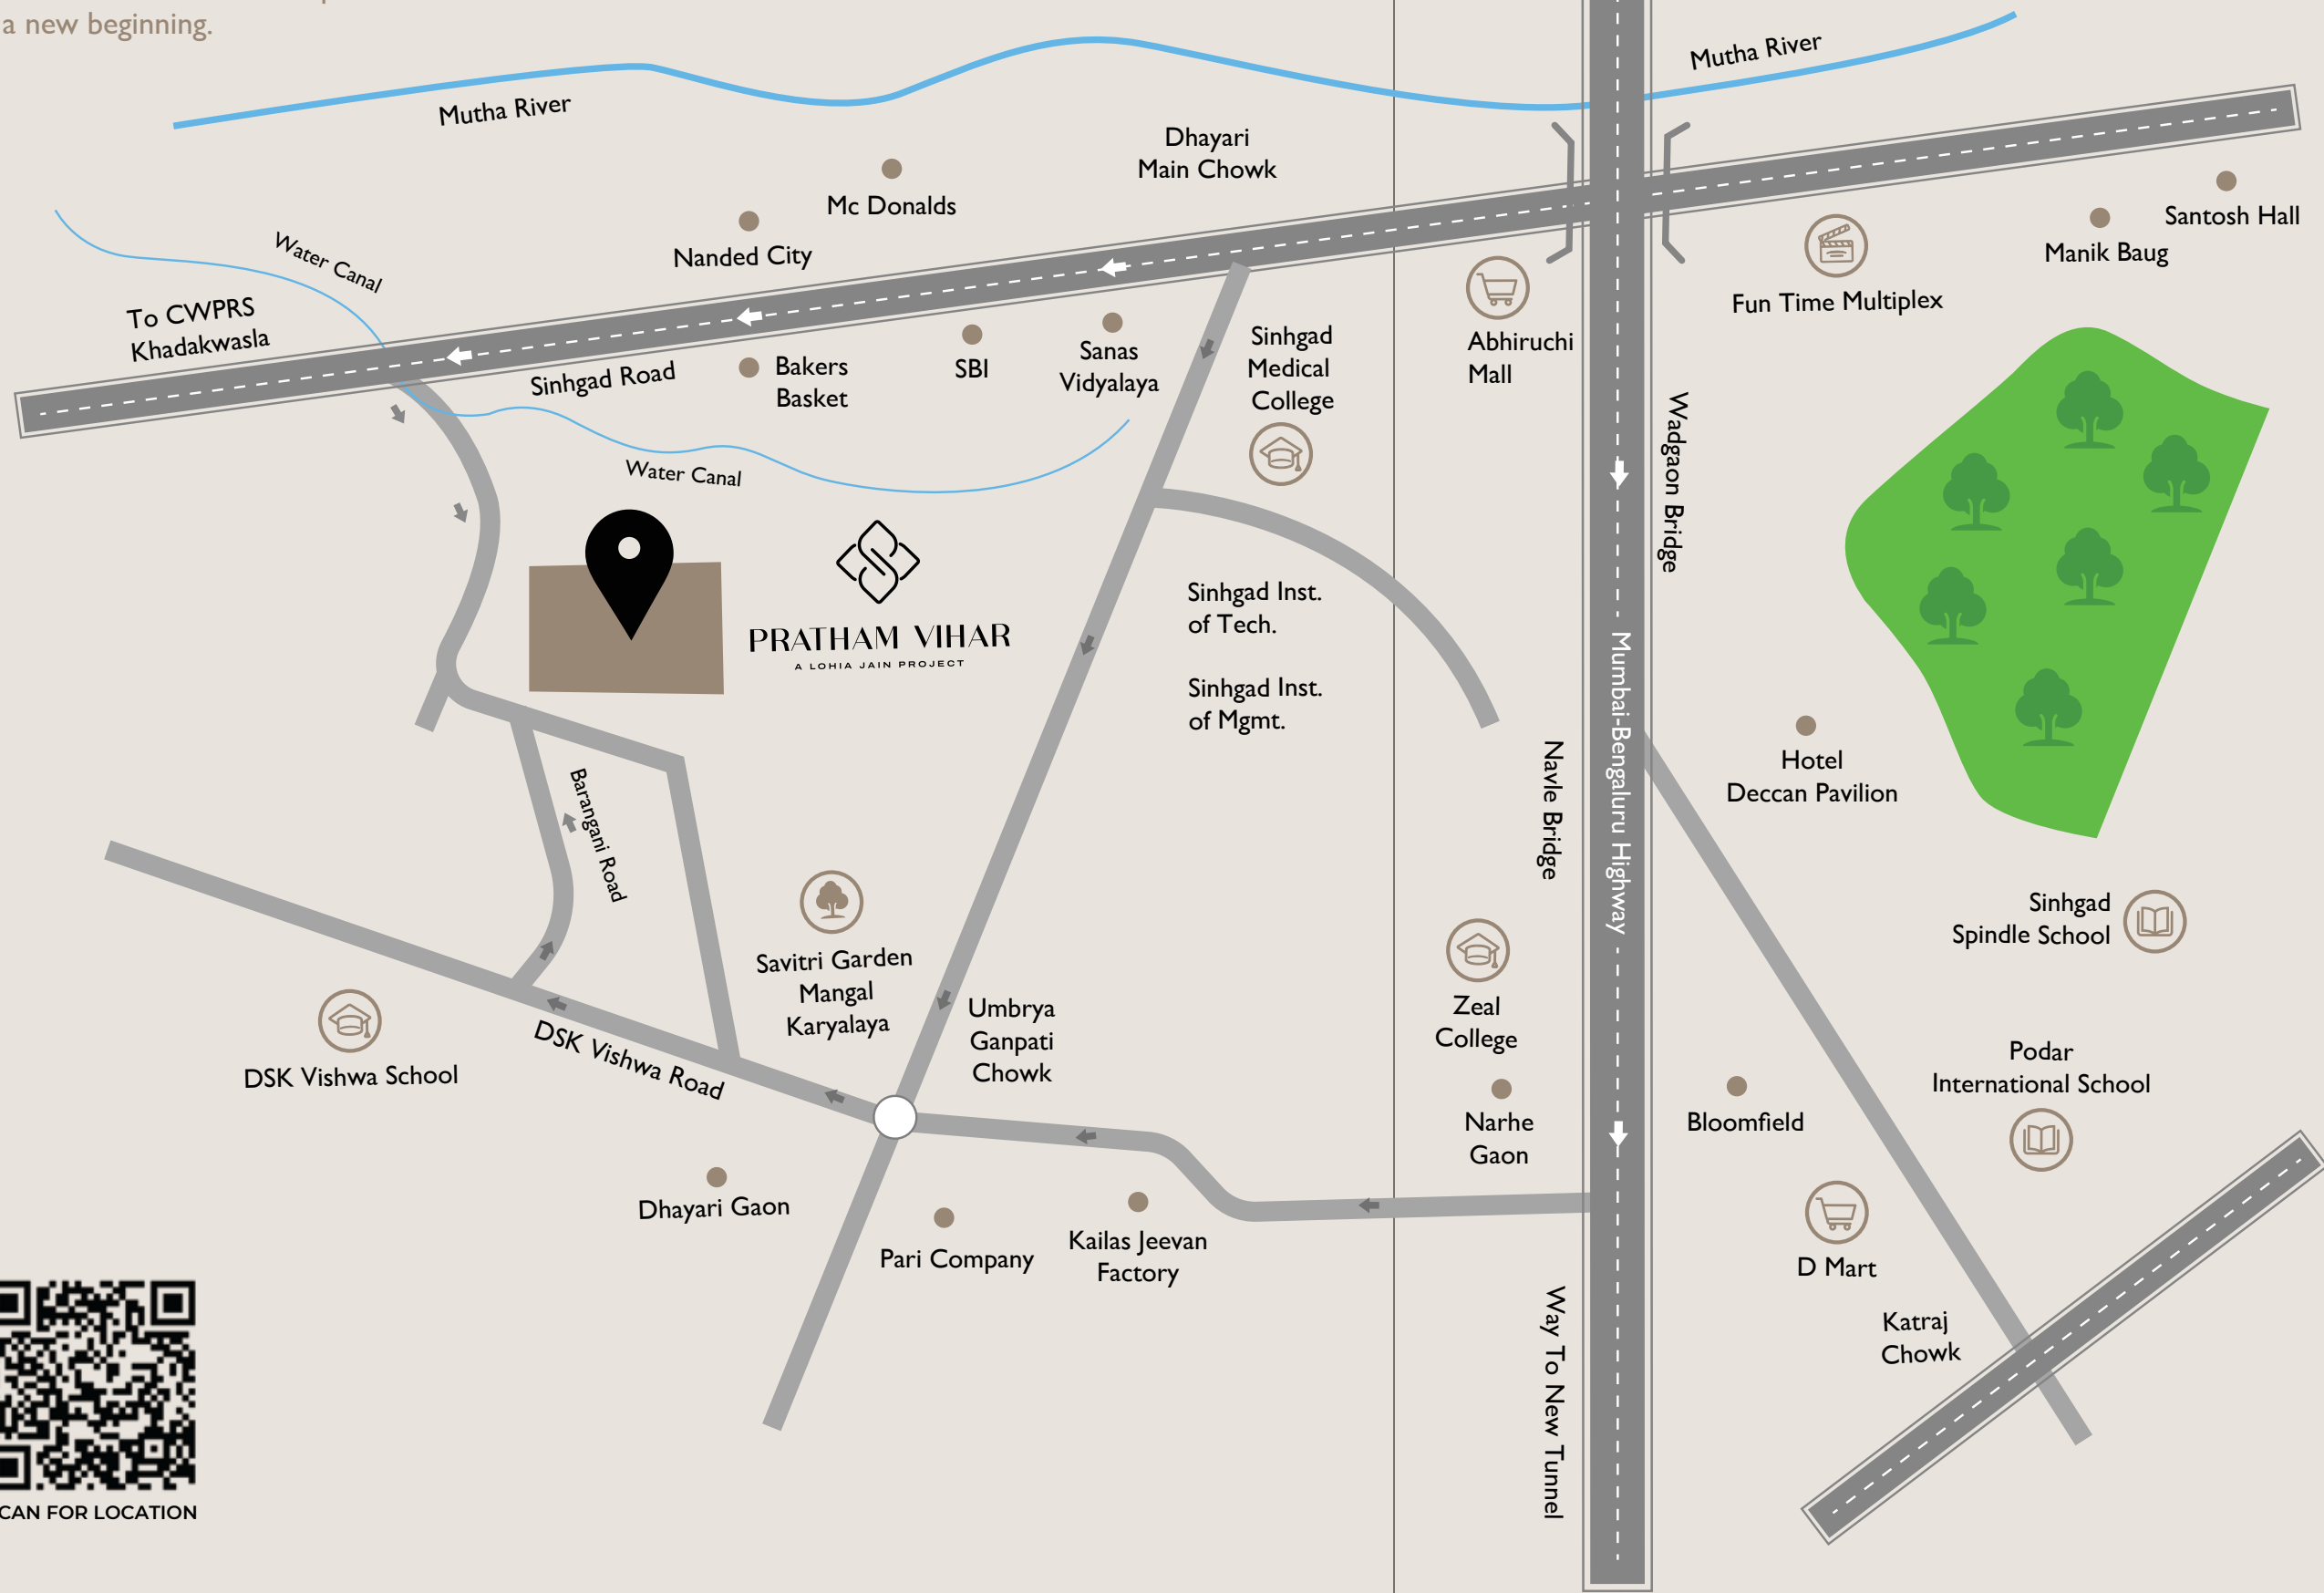 a new beginning.
Mutha River
Mutha River
Dhayari
Main Chowk
Mc Donalds
Nanded City
Santosh Hall
Manik Baug
Fun Time Multiplex
Water Canal
To CWPRS
Khadakwasla
Sinhgad Road
Bakers
Basket
SBI
Sanas
Vidyalaya
Sinhgad
Medical
College
Abhiruchi
Mall
Wadgaon Bridge
Water Canal
PRATHAM VIHAR
A LOHIA JAIN PROJECT
Sinhgad Inst.
of Tech.
Sinhgad Inst.
of Mgmt.
Mumbai-Bengaluru Highway
Navle Bridge
Hotel
Deccan Pavilion
Barangani Road
Savitri Garden
Mangal
Karyalaya
Sinhgad
Spindle School
Umbrya
Ganpati
Chowk
Zeal
College
DSK Vishwa School
DSK Vishwa Road
Podar
International School
Narhe
Gaon
Bloomfield
Dhayari Gaon
Pari Company
Kailas Jeevan
Factory
D Mart
Way To New Tunnel
Katraj
Chowk
CAN FOR LOCATION